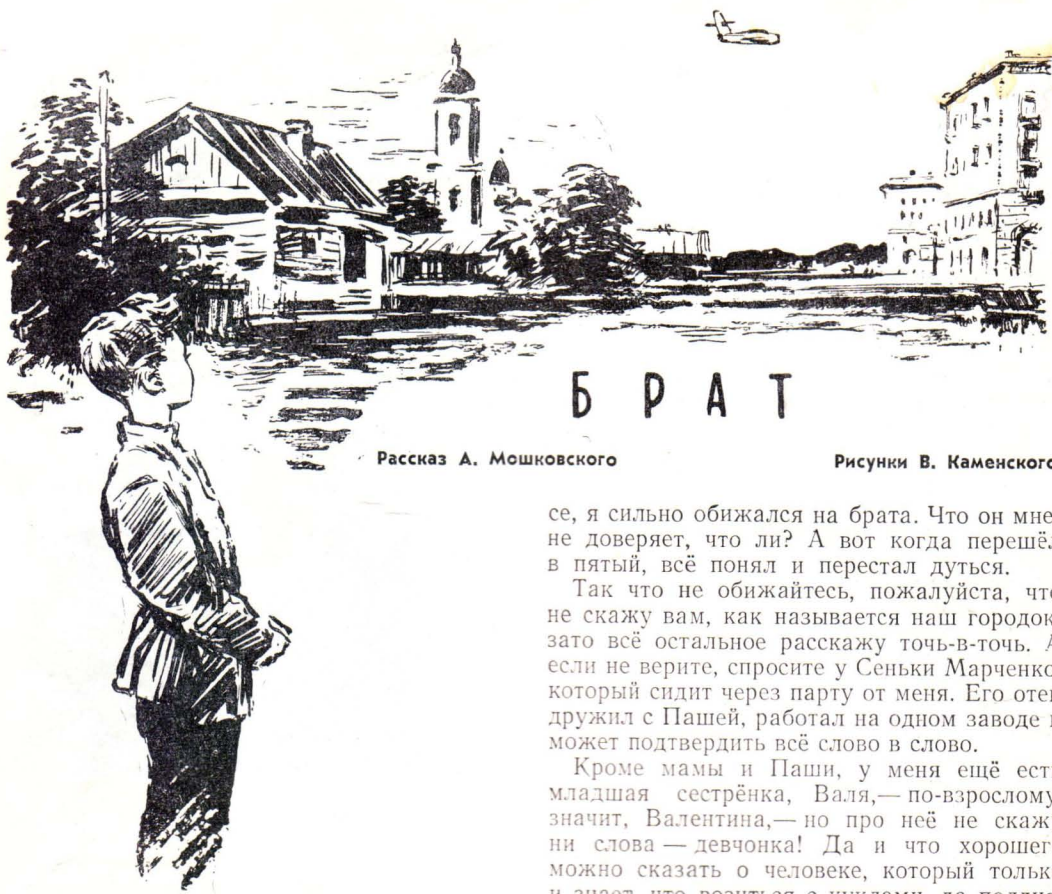 БРАТ
Рассказ А. Мошковского
Рисунки В. Каменского
се, я сильно обижался на брата. Что он мне
не доверяет, что ли? А вот когда перешёл
в пятый, всё понял и перестал дуться.
Так что не обижайтесь, пожалуйста, что
не скажу вам, как называется наш городок,
зато всё остальное расскажу точь-в-точь. А
если не верите, спросите у Сеньки Марченко,
который сидит через парту от меня. Его отец
дружил с Пашей, работал на одном заводе и
может подтвердить всё слово в слово.
Кроме мамы и Паши, у меня ещё есть
младшая сестрёнка, Валя,— по-взрослому,
значит, Валентина,— но про неё не скажу
ни слова — девчонка! Да и что хорошего
можно сказать о человеке, который только
и знает, что возиться с куклами да